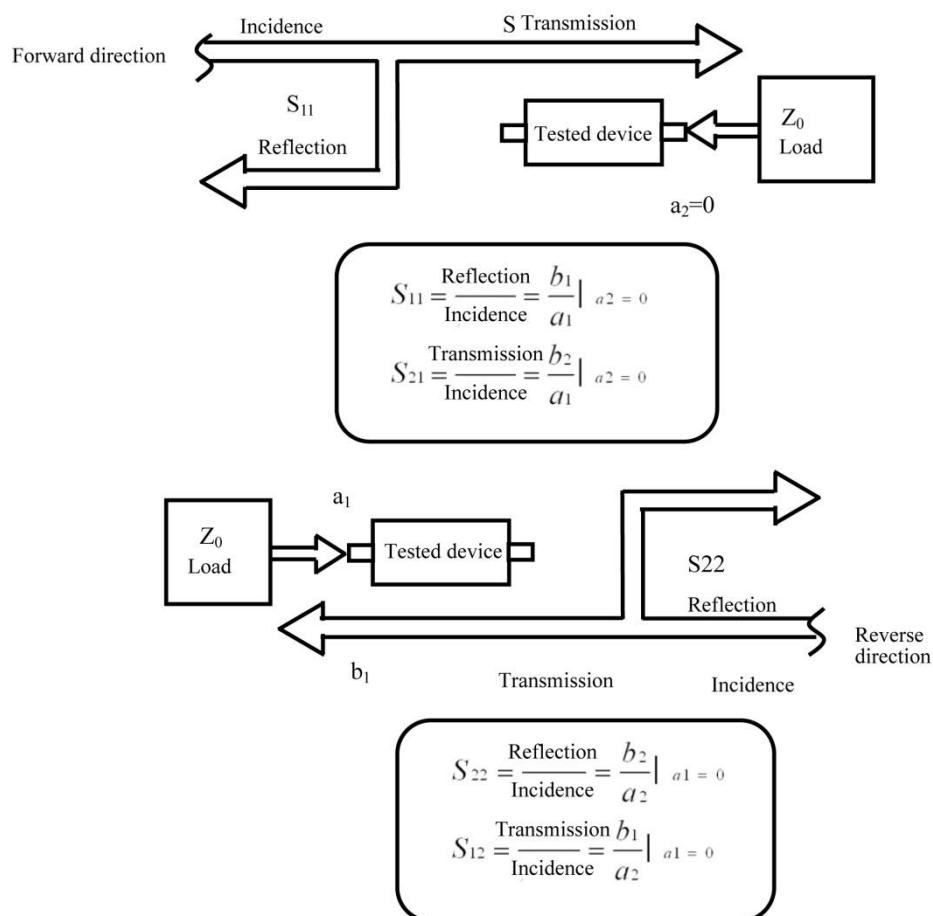 Incidence
S Transmission
Forward direction
S11
Reflection
Tested device
Z0
Load
a2=0
S11 = Reflection / Incidence = b1 / a1 | a2 = 0
S21 = Transmission / Incidence = b2 / a1 | a2 = 0
a1
Z0
Load
Tested device
S22
Reflection
Reverse
direction
b1
Transmission
Incidence
S22 = Reflection / Incidence = b2 / a2 | a1 = 0
S12 = Transmission / Incidence = b1 / a2 | a1 = 0